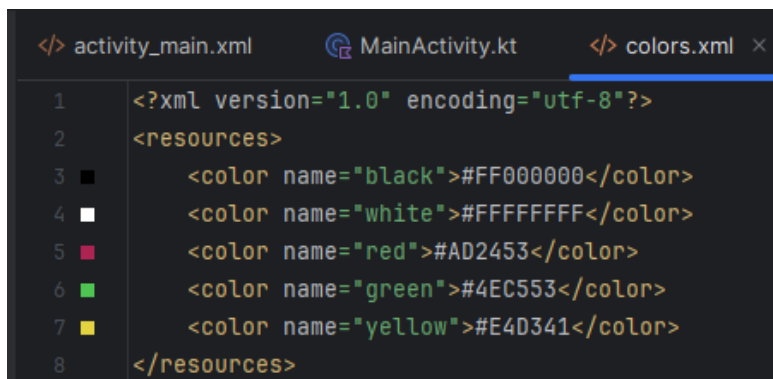 </> activity_main.xml MainActivity.kt </> colors.xml ×
1 <?xml version="1.0" encoding="utf-8"?>
2 <resources>
3 <color name="black">#FF000000</color>
4 <color name="white">#FFFFFFFF</color>
5 <color name="red">#AD2453</color>
6 <color name="green">#4EC553</color>
7 <color name="yellow">#E4D341</color>
8 </resources>